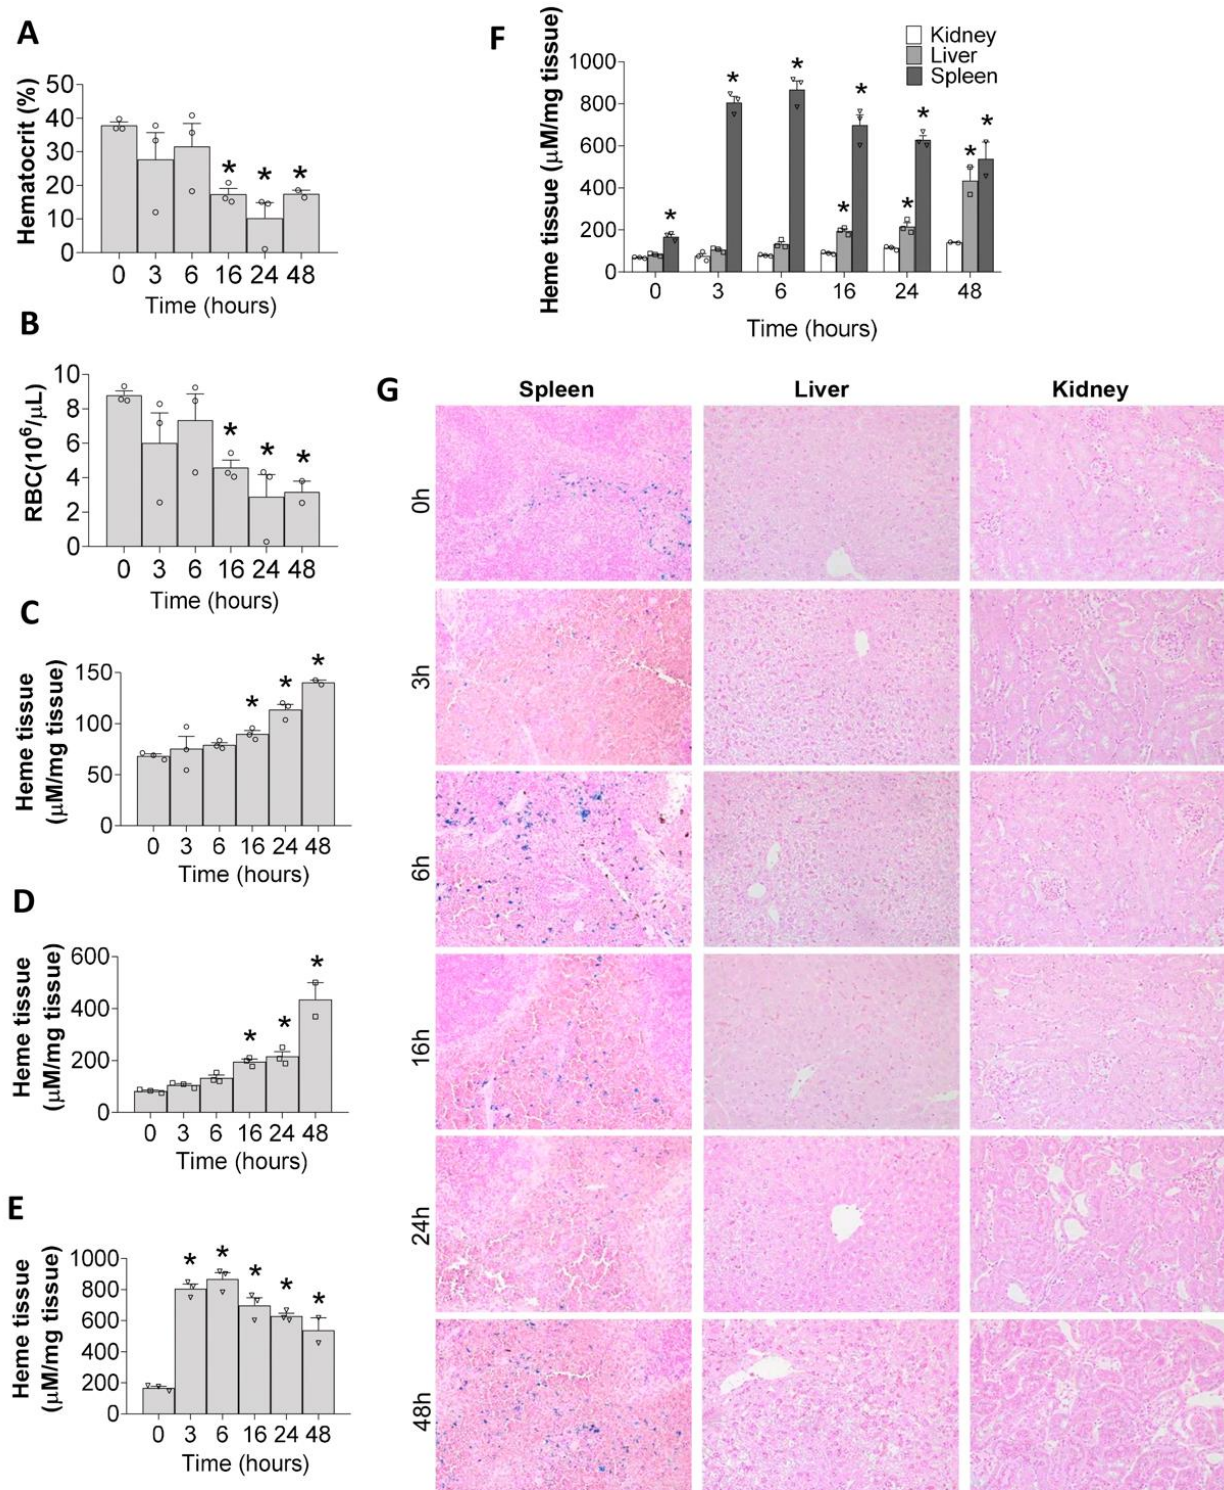 A
Hematocrit (%)
50
40
30
20
10
0
* * *
0 3 6 16 24 48
Time (hours)
B
RBC(10⁶/µL)
10
8
6
4
2
0
* * *
0 3 6 16 24 48
Time (hours)
C
Heme tissue
(µM/mg tissue)
150
100
50
0
* * *
0 3 6 16 24 48
Time (hours)
D
Heme tissue
(µM/mg tissue)
600
400
200
0
* * *
0 3 6 16 24 48
Time (hours)
E
Heme tissue
(µM/mg tissue)
1000
800
600
400
200
0
* * * * *
0 3 6 16 24 48
Time (hours)
F
Heme tissue (µM/mg tissue)
Kidney
Liver
Spleen
1000
800
600
400
200
0
* * * * * * * * *
0 3 6 16 24 48
Time (hours)
G
Spleen Liver Kidney
0h
3h
6h
16h
24h
48h